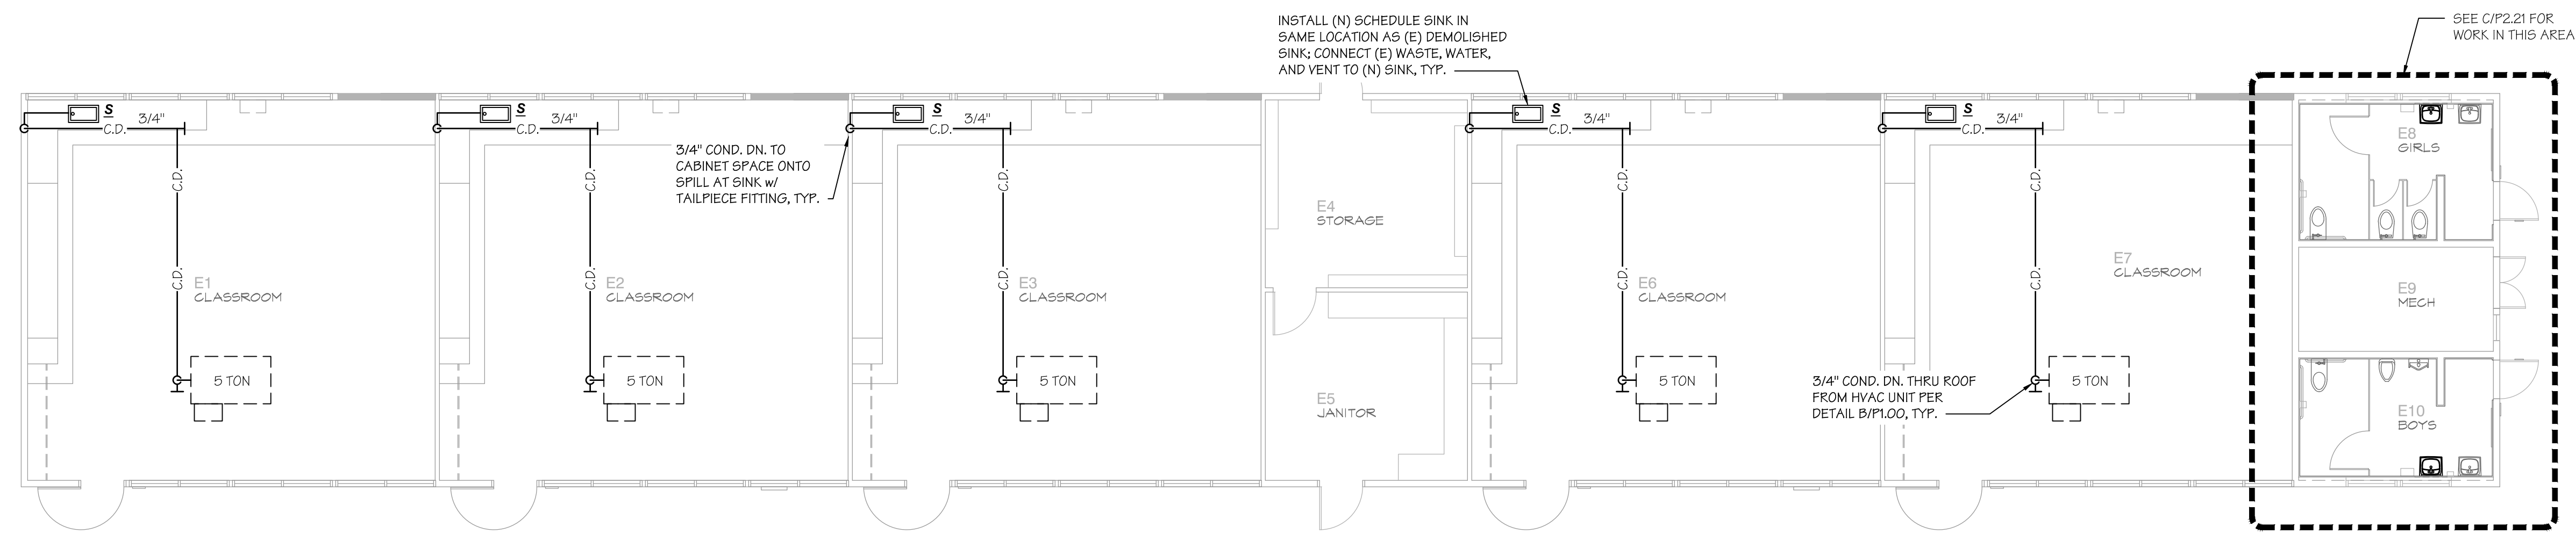 INSTALL (N) SCHEDULE SINK IN
SAME LOCATION AS (E) DEMOLISHED
SINK; CONNECT (E) WASTE, WATER,
AND VENT TO (N) SINK, TYP.
SEE C/P2.21 FOR
WORK IN THIS AREA
S
3/4"
C.D.
C.D.
C.D.
E1
CLASSROOM
5 TON
S
3/4"
C.D.
C.D.
C.D.
E2
CLASSROOM
5 TON
3/4" COND. DN. TO
CABINET SPACE ONTO
SPILL AT SINK w/
TAILPIECE FITTING, TYP.
S
3/4"
C.D.
C.D.
C.D.
E3
CLASSROOM
5 TON
E4
STORAGE
E5
JANITOR
S
3/4"
C.D.
C.D.
C.D.
E6
CLASSROOM
5 TON
S
3/4"
C.D.
C.D.
C.D.
E7
CLASSROOM
3/4" COND. DN. THRU ROOF
FROM HVAC UNIT PER
DETAIL B/P1.00, TYP.
5 TON
E8
GIRLS
E9
MECH
E10
BOYS